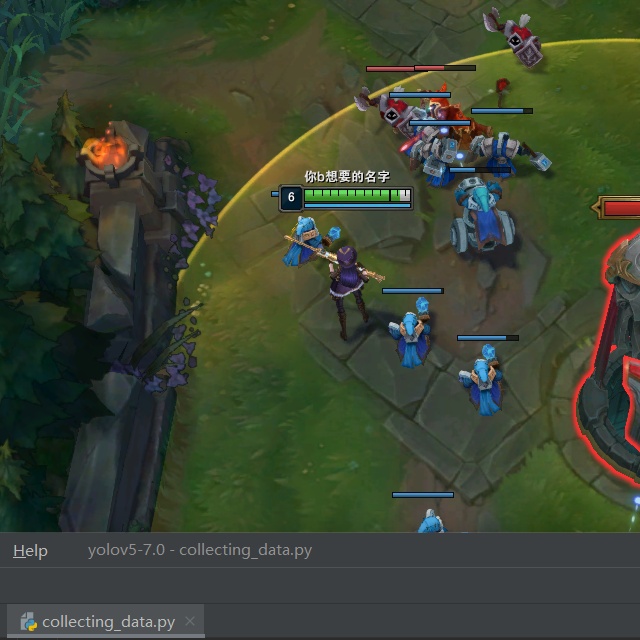 你b想要的名字
6
Help
yolov5-7.0 - collecting_data.py
collecting_data.py